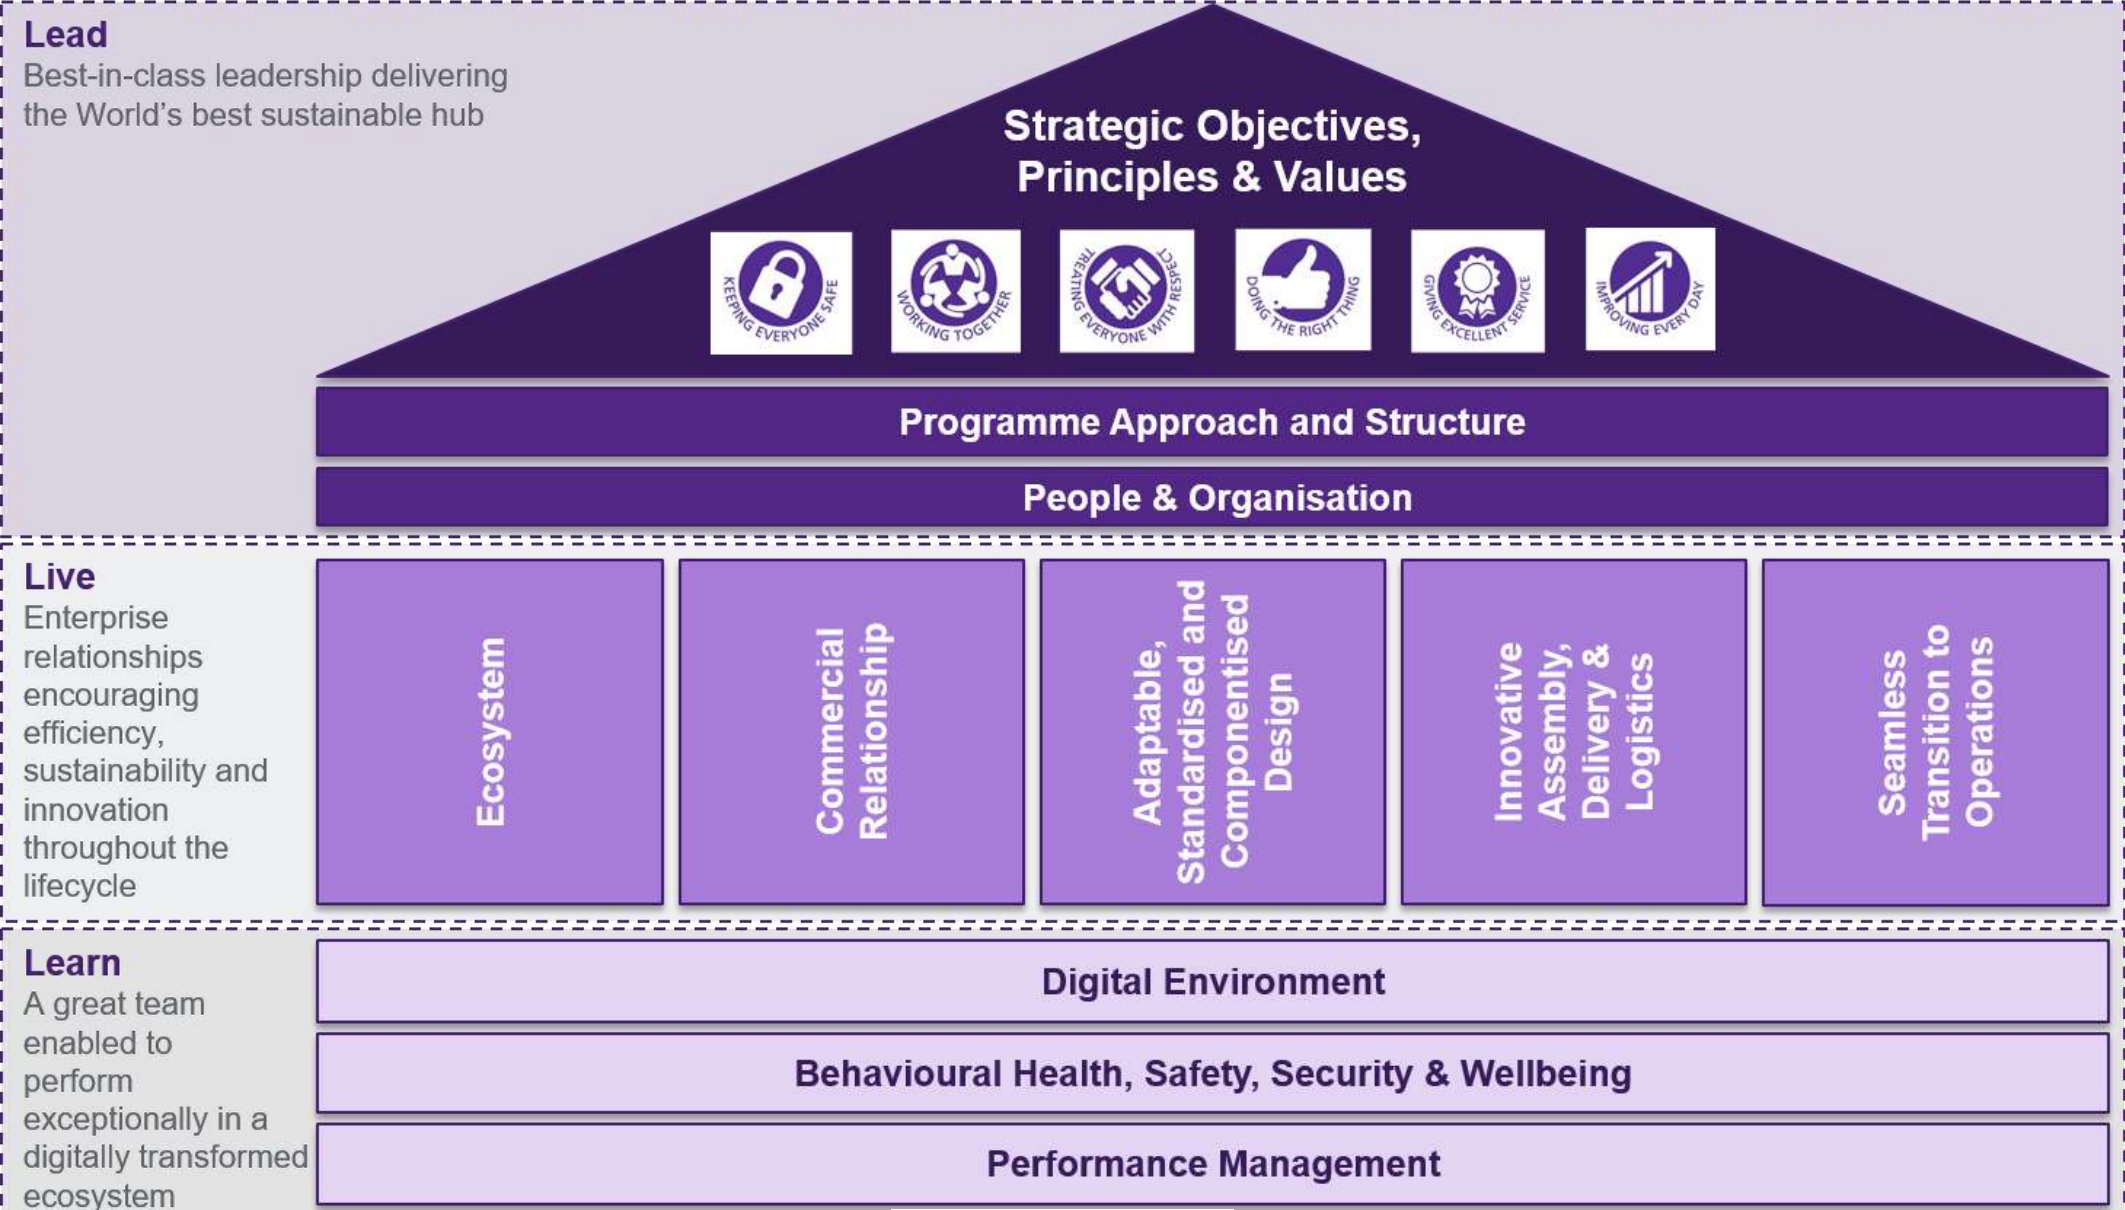 Lead
Best-in-class leadership delivering
the World's best sustainable hub
Strategic Objectives,
Principles & Values
KEEPING EVERYONE SAFE
WORKING TOGETHER
TREATING EVERYONE WITH RESPECT
DOING THE RIGHT THING
GIVING EXCELLENT SERVICE
IMPROVING EVERY DAY
Programme Approach and Structure
People & Organisation
Live
Enterprise
relationships
encouraging
efficiency,
sustainability and
innovation
throughout the
lifecycle
Ecosystem
Commercial
Relationship
Adaptable,
Standardised and
Componentised
Design
Innovative
Assembly,
Delivery &
Logistics
Seamless
Transition to
Operations
Learn
A great team
enabled to
perform
exceptionally in a
digitally transformed
ecosystem
Digital Environment
Behavioural Health, Safety, Security & Wellbeing
Performance Management